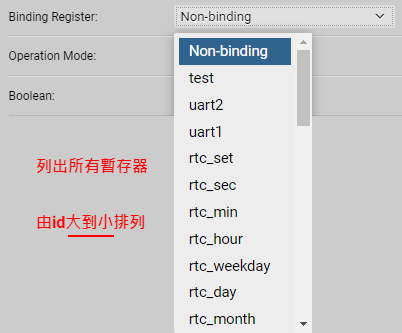 Binding Register:
Non-binding
Non-binding
Operation Mode:
test
Boolean:
uart2
uart1
rtc_set
rtc_sec
rtc_min
rtc_hour
rtc_weekday
rtc_day
rtc_month
列出所有暫存器
由id大到小排列